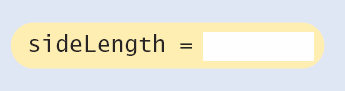 sideLength =